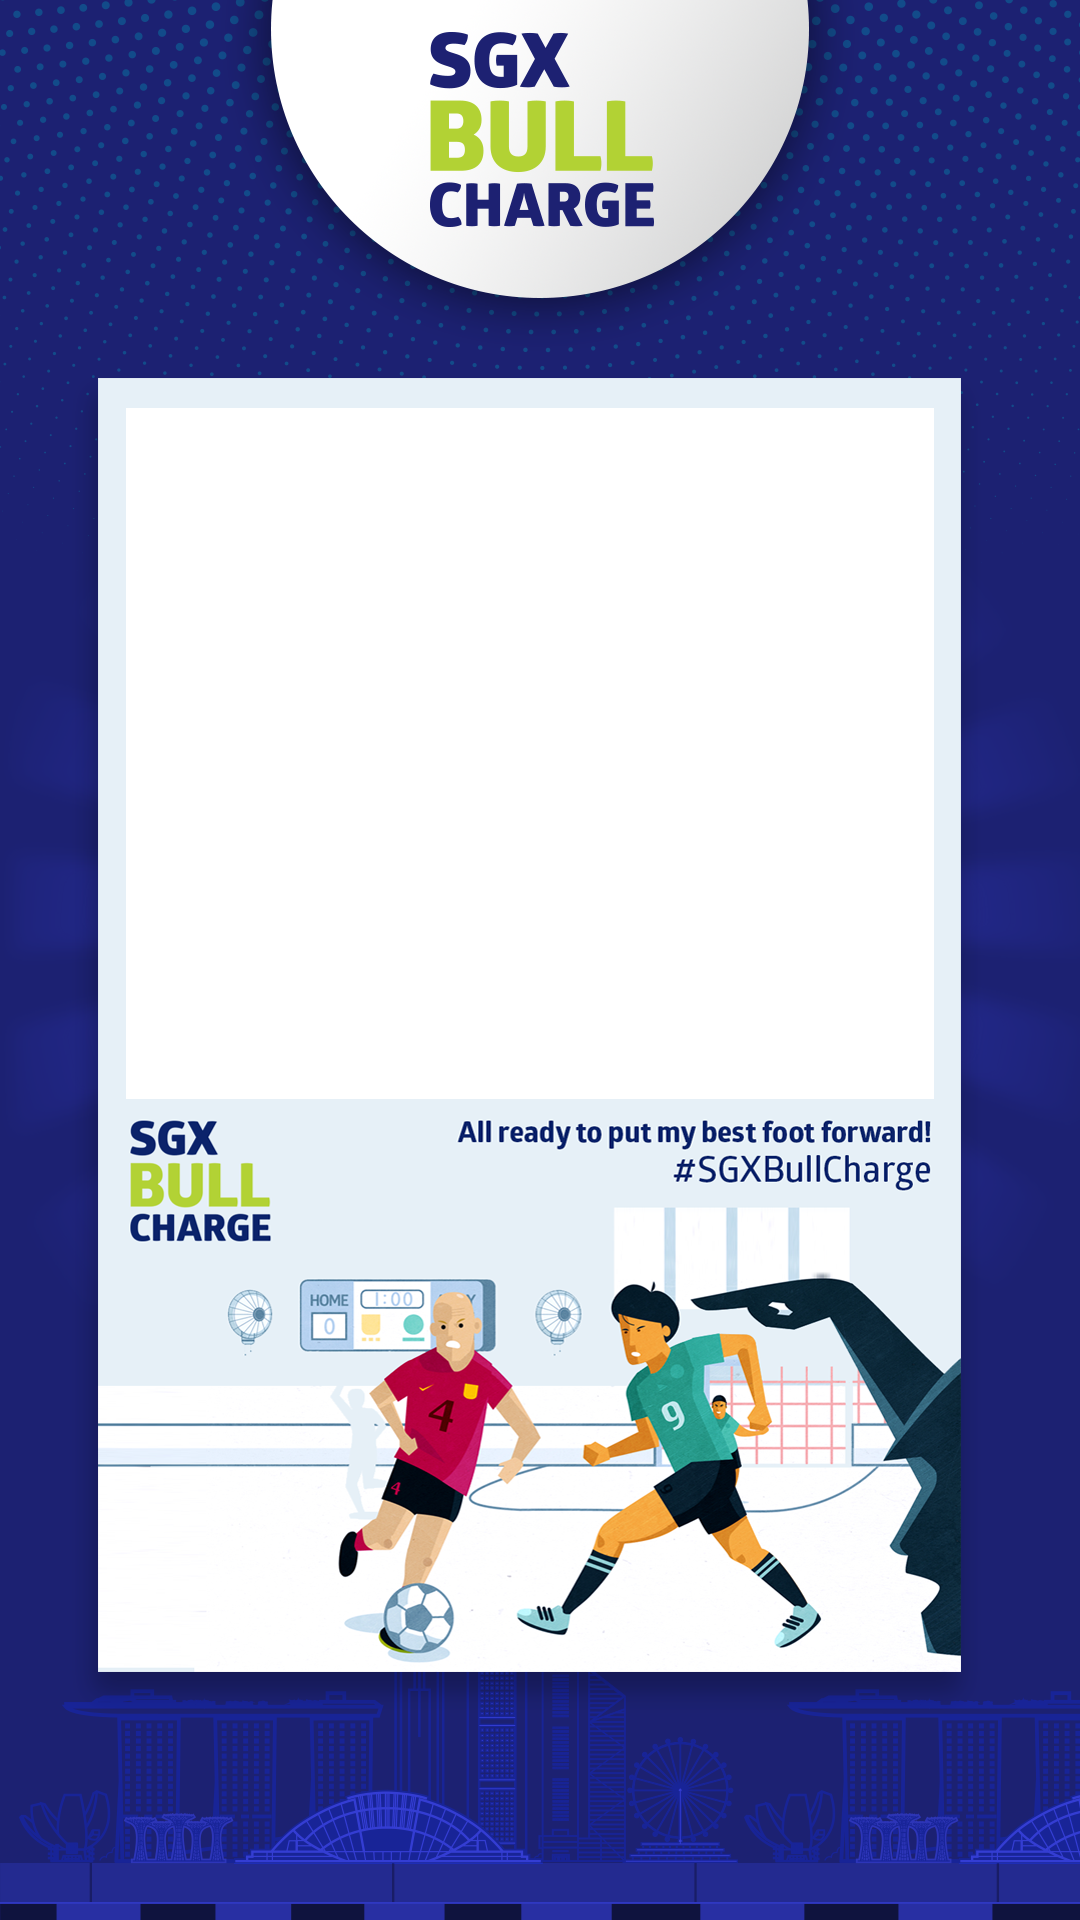 SGX
BULL
CHARGE
SGX
BULL
CHARGE
All ready to put my best foot forward!
#SGXBullCharge
HOME
1:00
Y
0
4
4
9